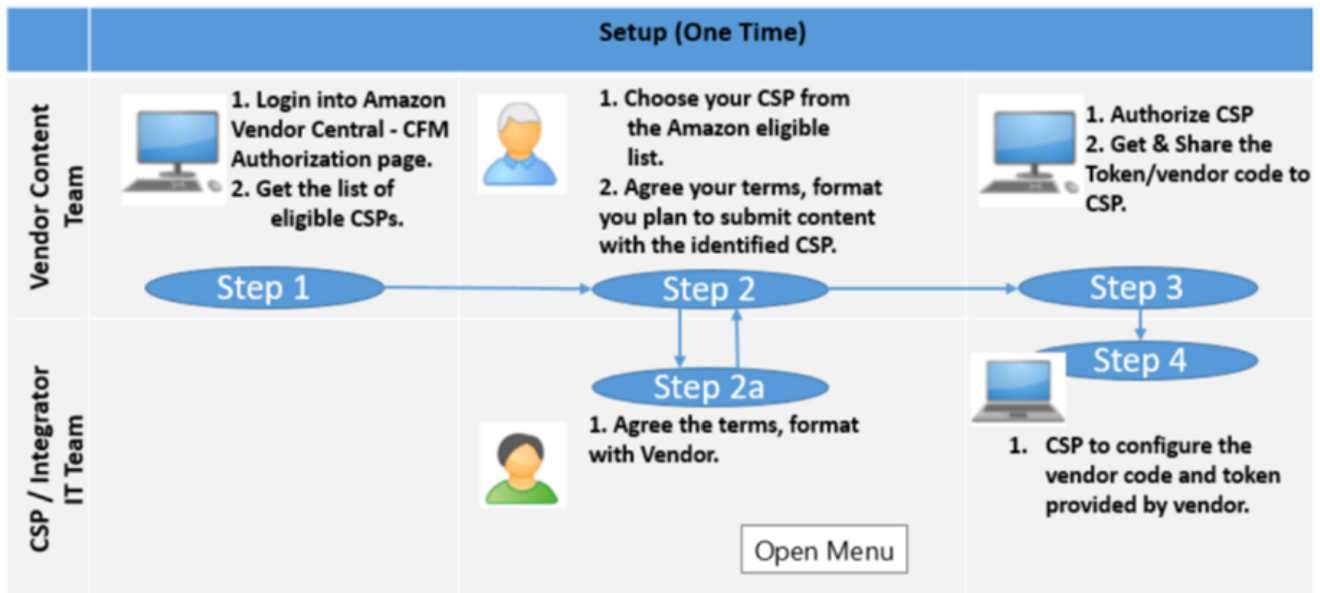 Setup (One Time)
Vendor Content
Team
1. Login into Amazon
Vendor Central - CFM
Authorization page.
2. Get the list of
eligible CSPs.
Step 1
1. Choose your CSP from
the Amazon eligible
list.
2. Agree your terms, format
you plan to submit content
with the identified CSP.
Step 2
1. Authorize CSP
2. Get & Share the
Token/vendor code to
CSP.
Step 3
CSP / Integrator
IT Team
Step 2a
1. Agree the terms, format
with Vendor.
Step 4
1. CSP to configure the
vendor code and token
provided by vendor.
Open Menu